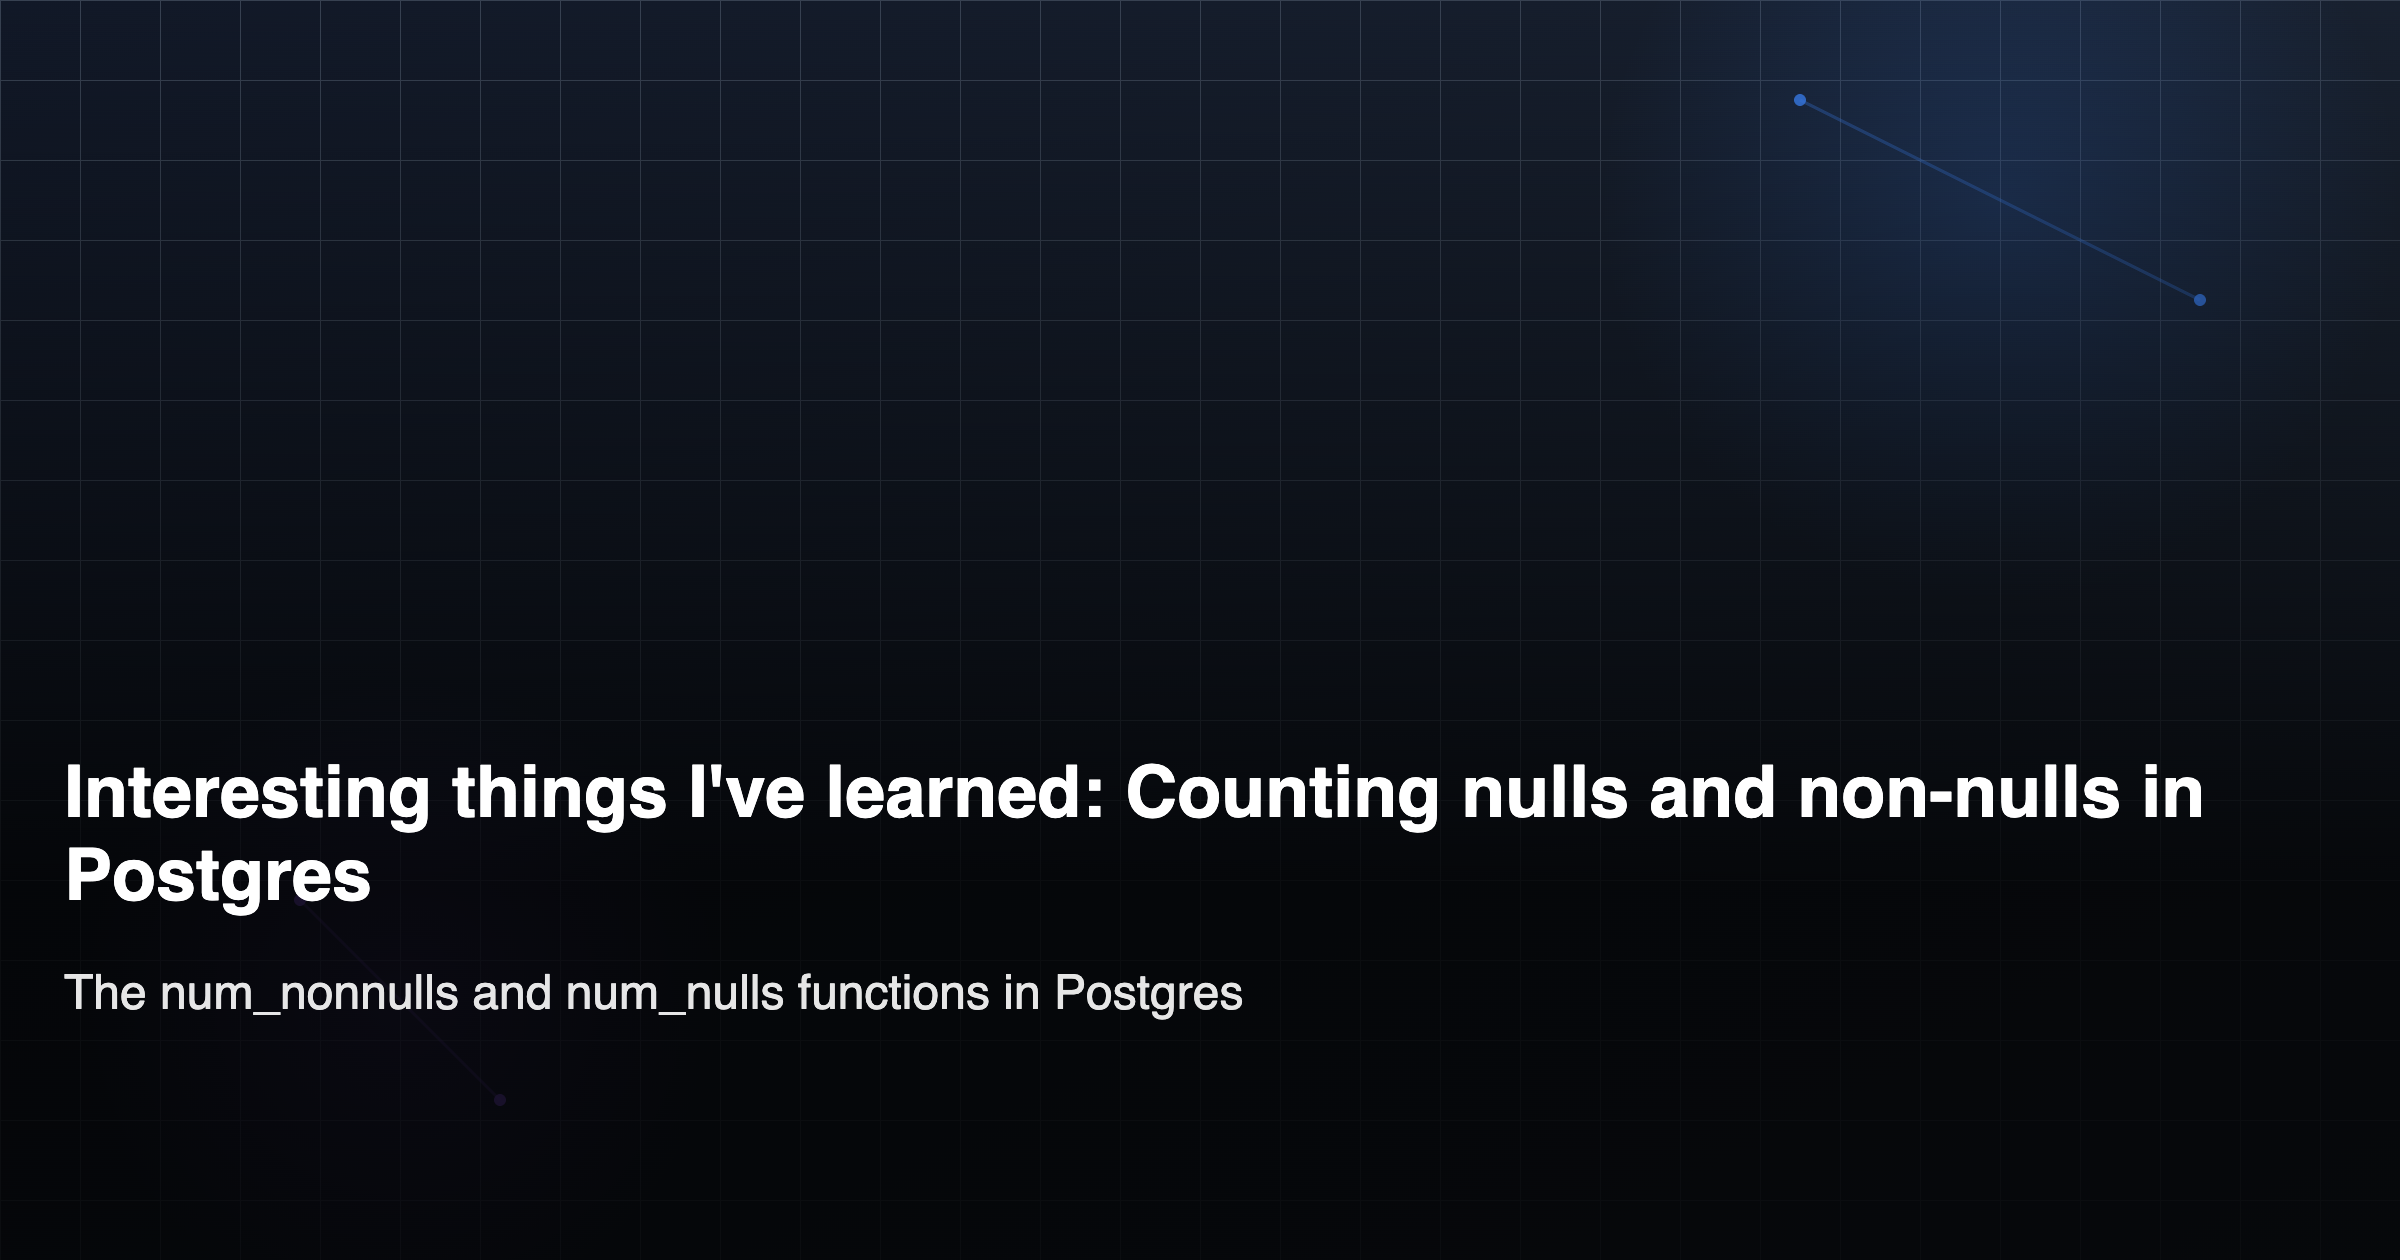 Interesting things I've learned: Counting nulls and non-nulls in
Postgres
The num_nonnulls and num_nulls functions in Postgres